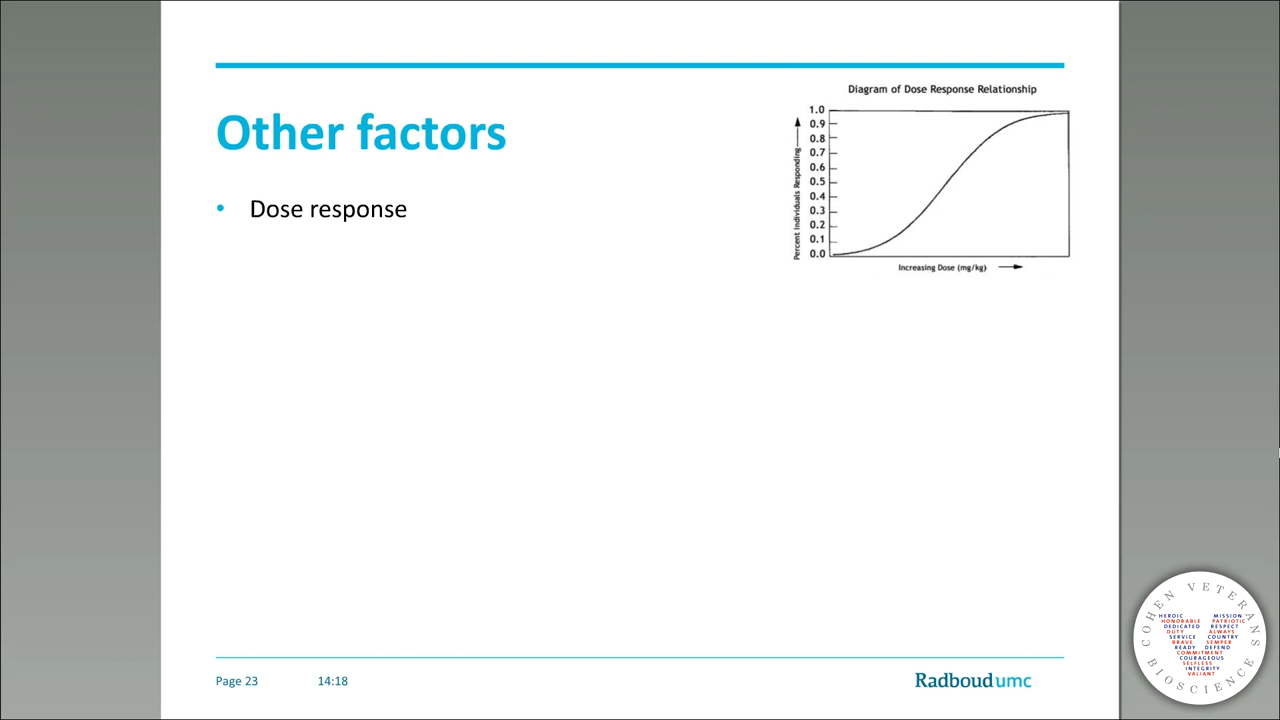 Diagram of Dose Response Relationship
Other factors
• Dose response
1.0
0.9
0.8
0.7
0.6
0.5
0.4
0.3
0.2
0.1
0.0
Percent Individuals Responding
Increasing Dose (mg/kg)
Page 23 14:18
Radboudumc
COHEN VETERANS
BIOSCIENCE
HEROIC MISSION
HONORABLE PATRIOTIC
DEDICATED RESPECT
DUTY ALWAYS
SERVICE COUNTRY
BRAVE SEMPER
READY DEFEND
COMMITMENT
COURAGEOUS
SELFLESS
INTEGRITY
VALIANT